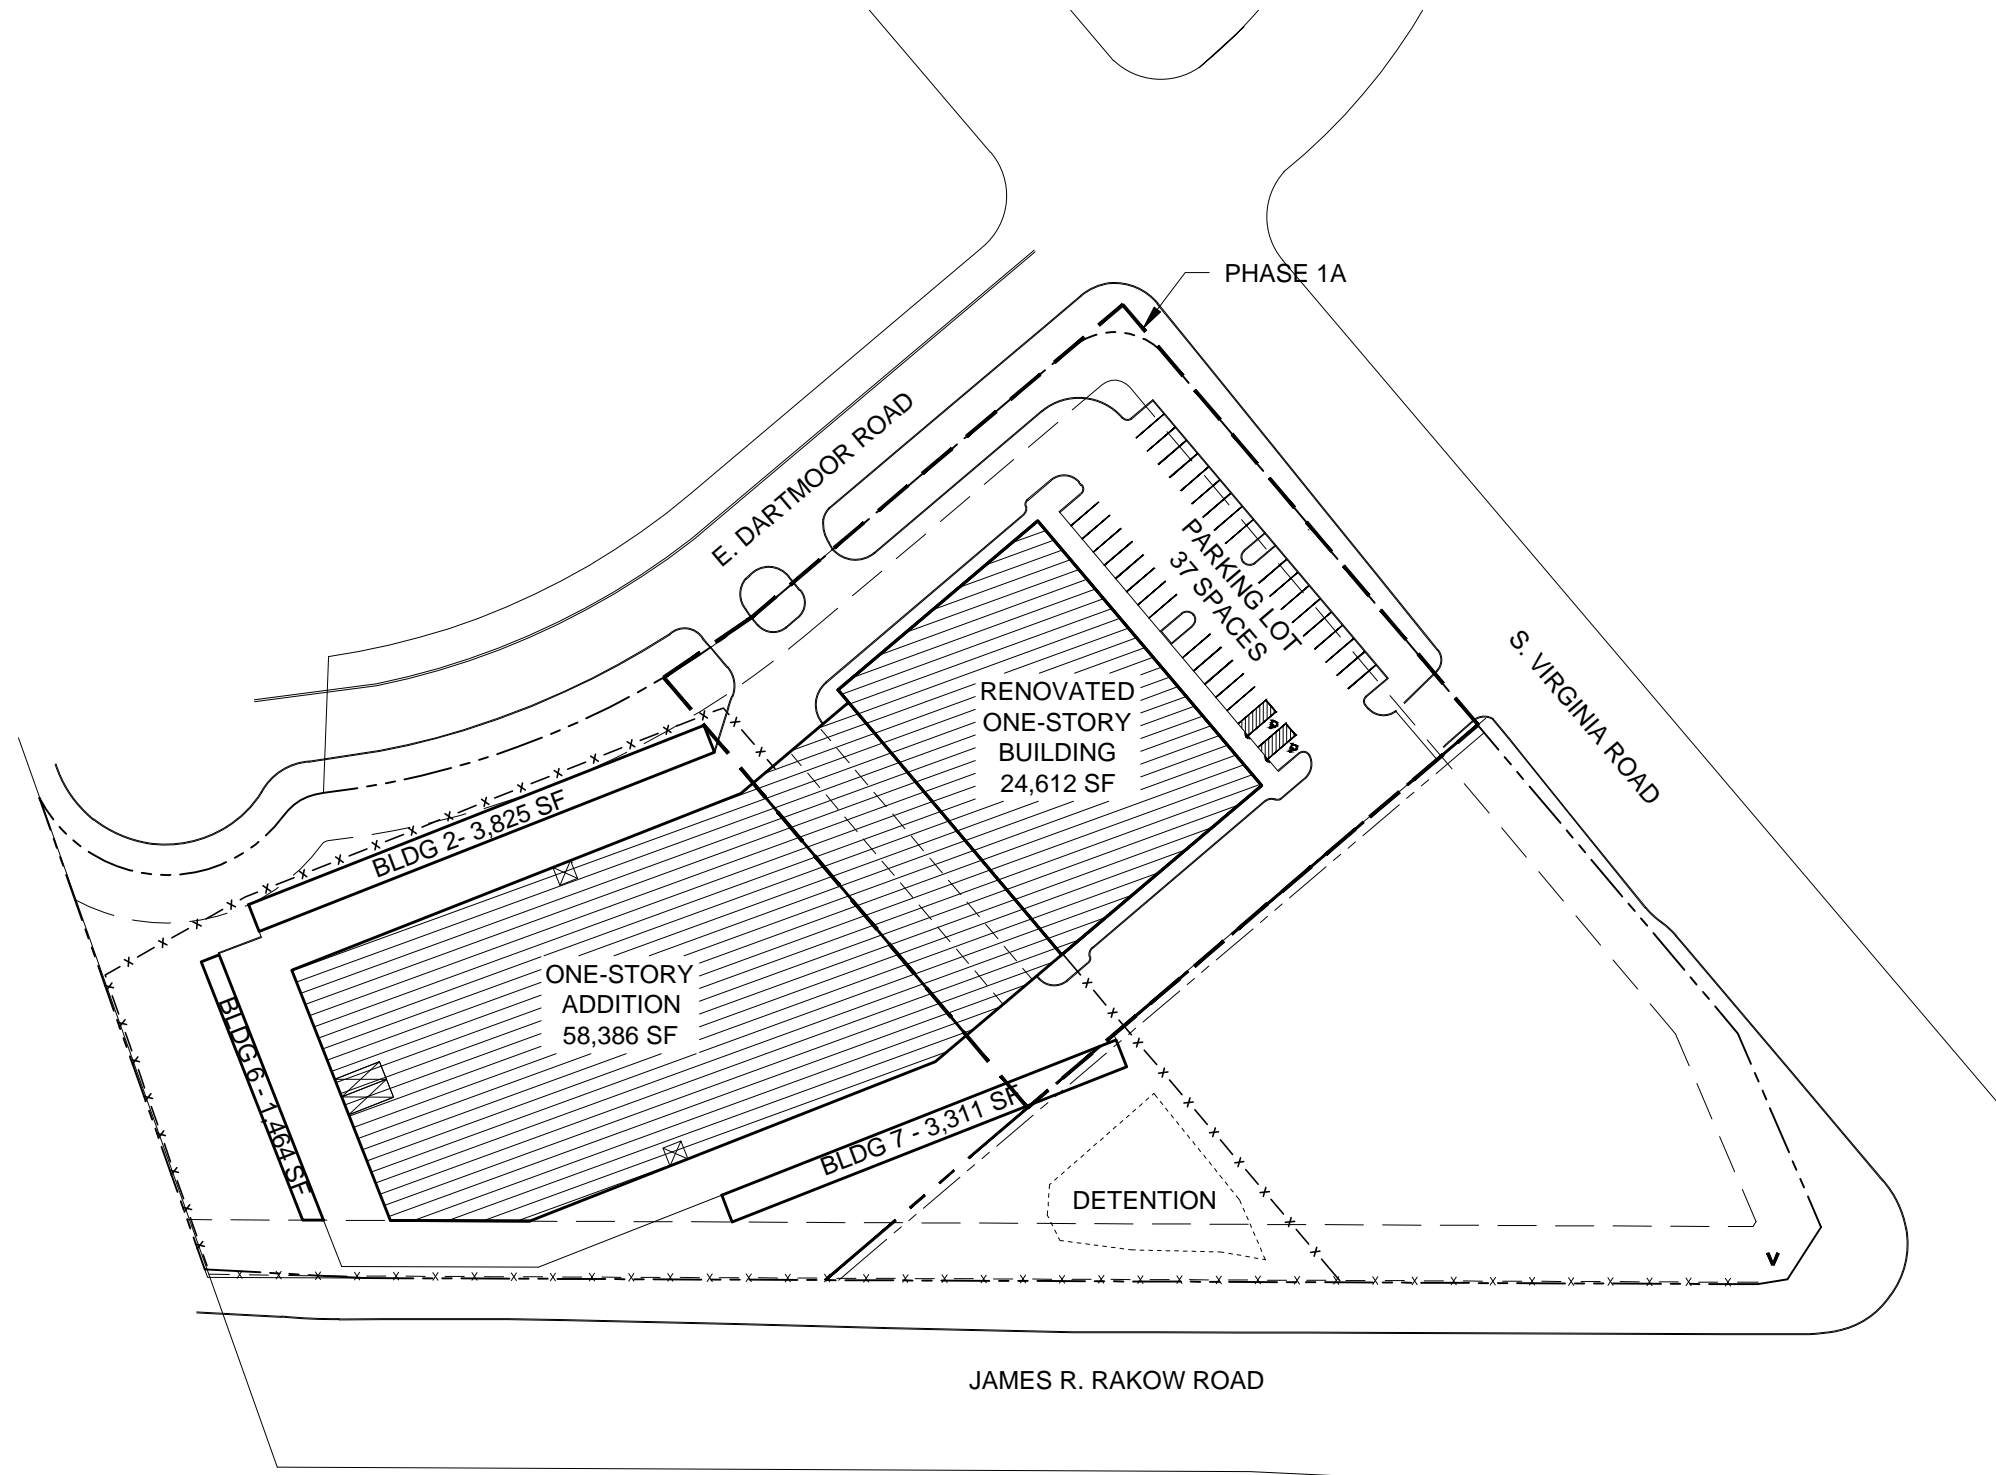 PHASE 1A
E. DARTMOOR ROAD
PARKING LOT
37 SPACES
S. VIRGINIA ROAD
RENOVATED
ONE-STORY
BUILDING
24,612 SF
BLDG 2- 3,825 SF
ONE-STORY
ADDITION
58,386 SF
BLDG 6 - 1,464 SF
BLDG 7 - 3,311 SF
DETENTION
JAMES R. RAKOW ROAD